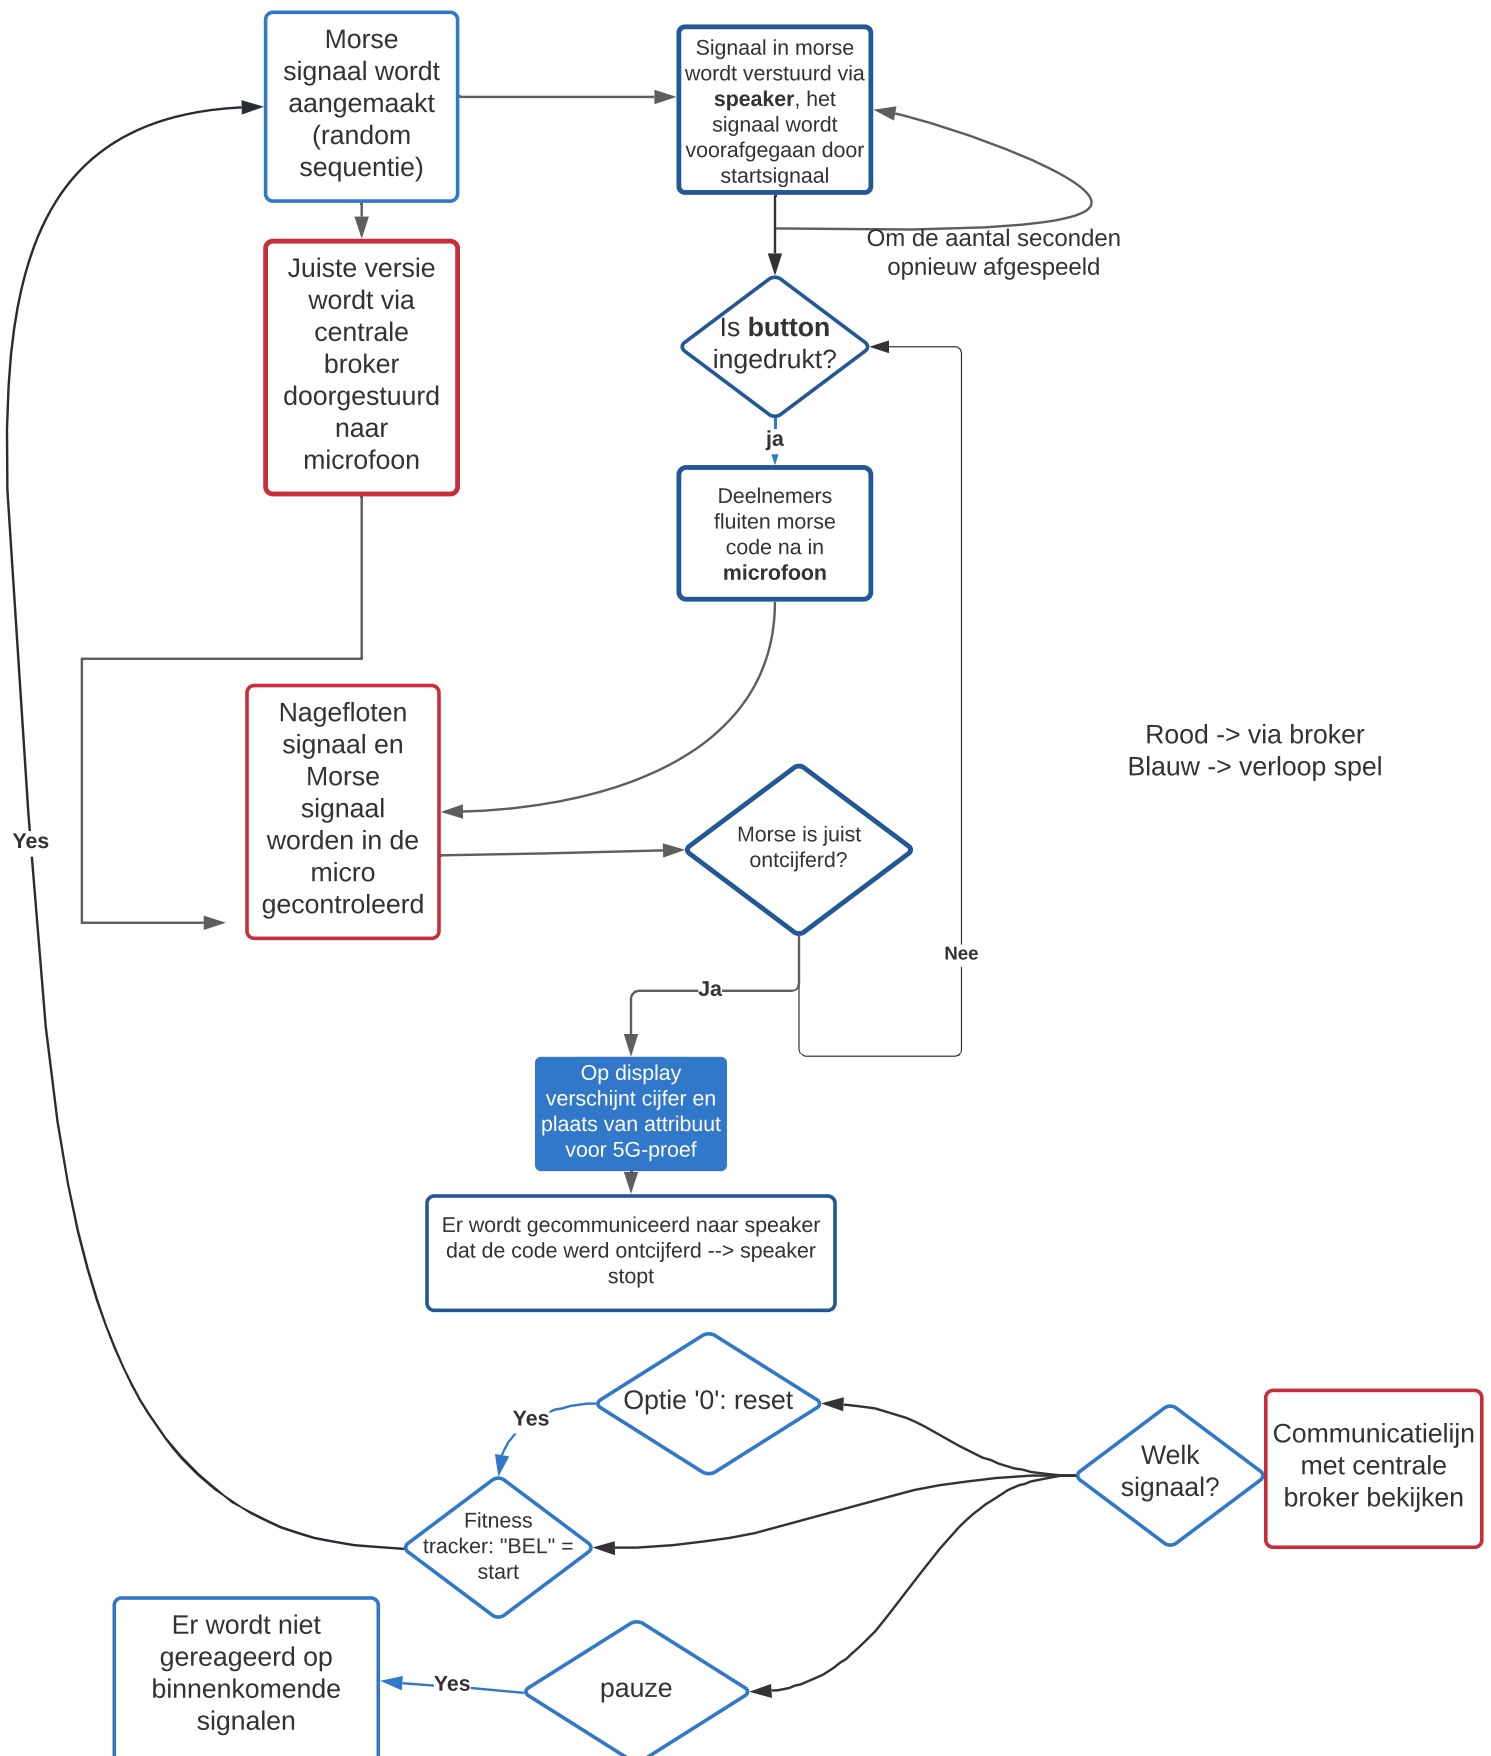 Morse
signaal wordt
aangemaakt
(random
sequentie)
Signaal in morse
wordt verstuurd via
speaker, het
signaal wordt
voorafgegaan door
startsignaal
Om de aantal seconden
opnieuw afgespeeld
Juiste versie
wordt via
centrale
broker
doorgestuurd
naar
microfoon
Is button
ingedrukt?
ja
Deelnemers
fluiten morse
code na in
microfoon
Nagefloten
signaal en
Morse
signaal
worden in de
micro
gecontroleerd
Rood -> via broker
Blauw -> verloop spel
Yes
Morse is juist
ontcijferd?
Nee
Ja
Op display
verschijnt cijfer en
plaats van attribuut
voor 5G-proef
Er wordt gecommuniceerd naar speaker
dat de code werd ontcijferd --> speaker
stopt
Optie '0': reset
Yes
Welk
signaal?
Communicatielijn
met centrale
broker bekijken
Fitness
tracker: "BEL" =
start
Er wordt niet
gereageerd op
binnenkomende
signalen
Yes
pauze